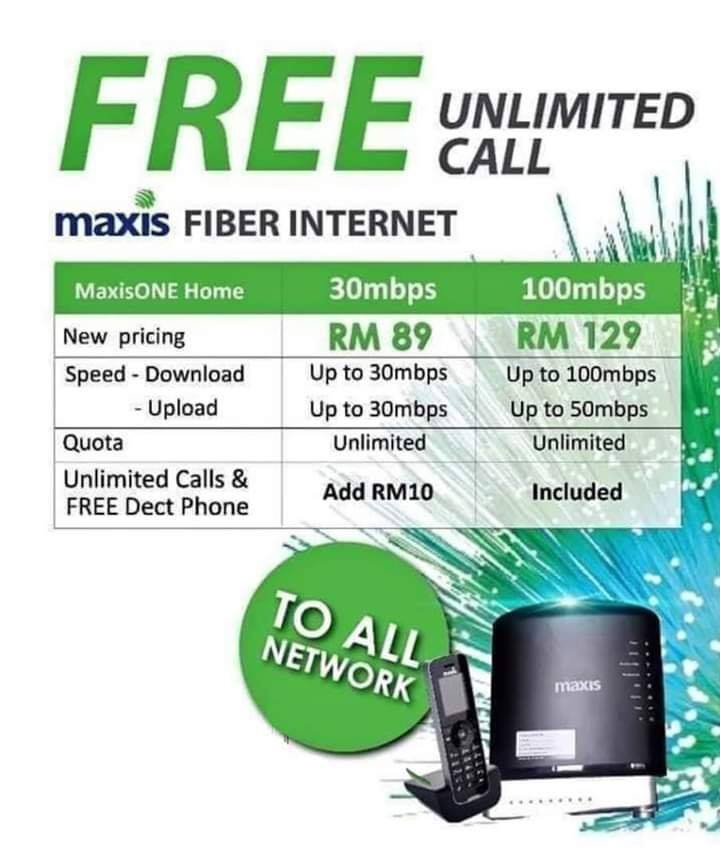 FREE UNLIMITED
CALL
maxis FIBER INTERNET
MaxisONE Home 30mbps 100mbps
New pricing RM 89 RM 129
Speed - Download Up to 30mbps Up to 100mbps
- Upload Up to 30mbps Up to 50mbps
Quota Unlimited Unlimited
Unlimited Calls &
FREE Dect Phone Add RM10 Included
TO ALL
NETWORK
maxis